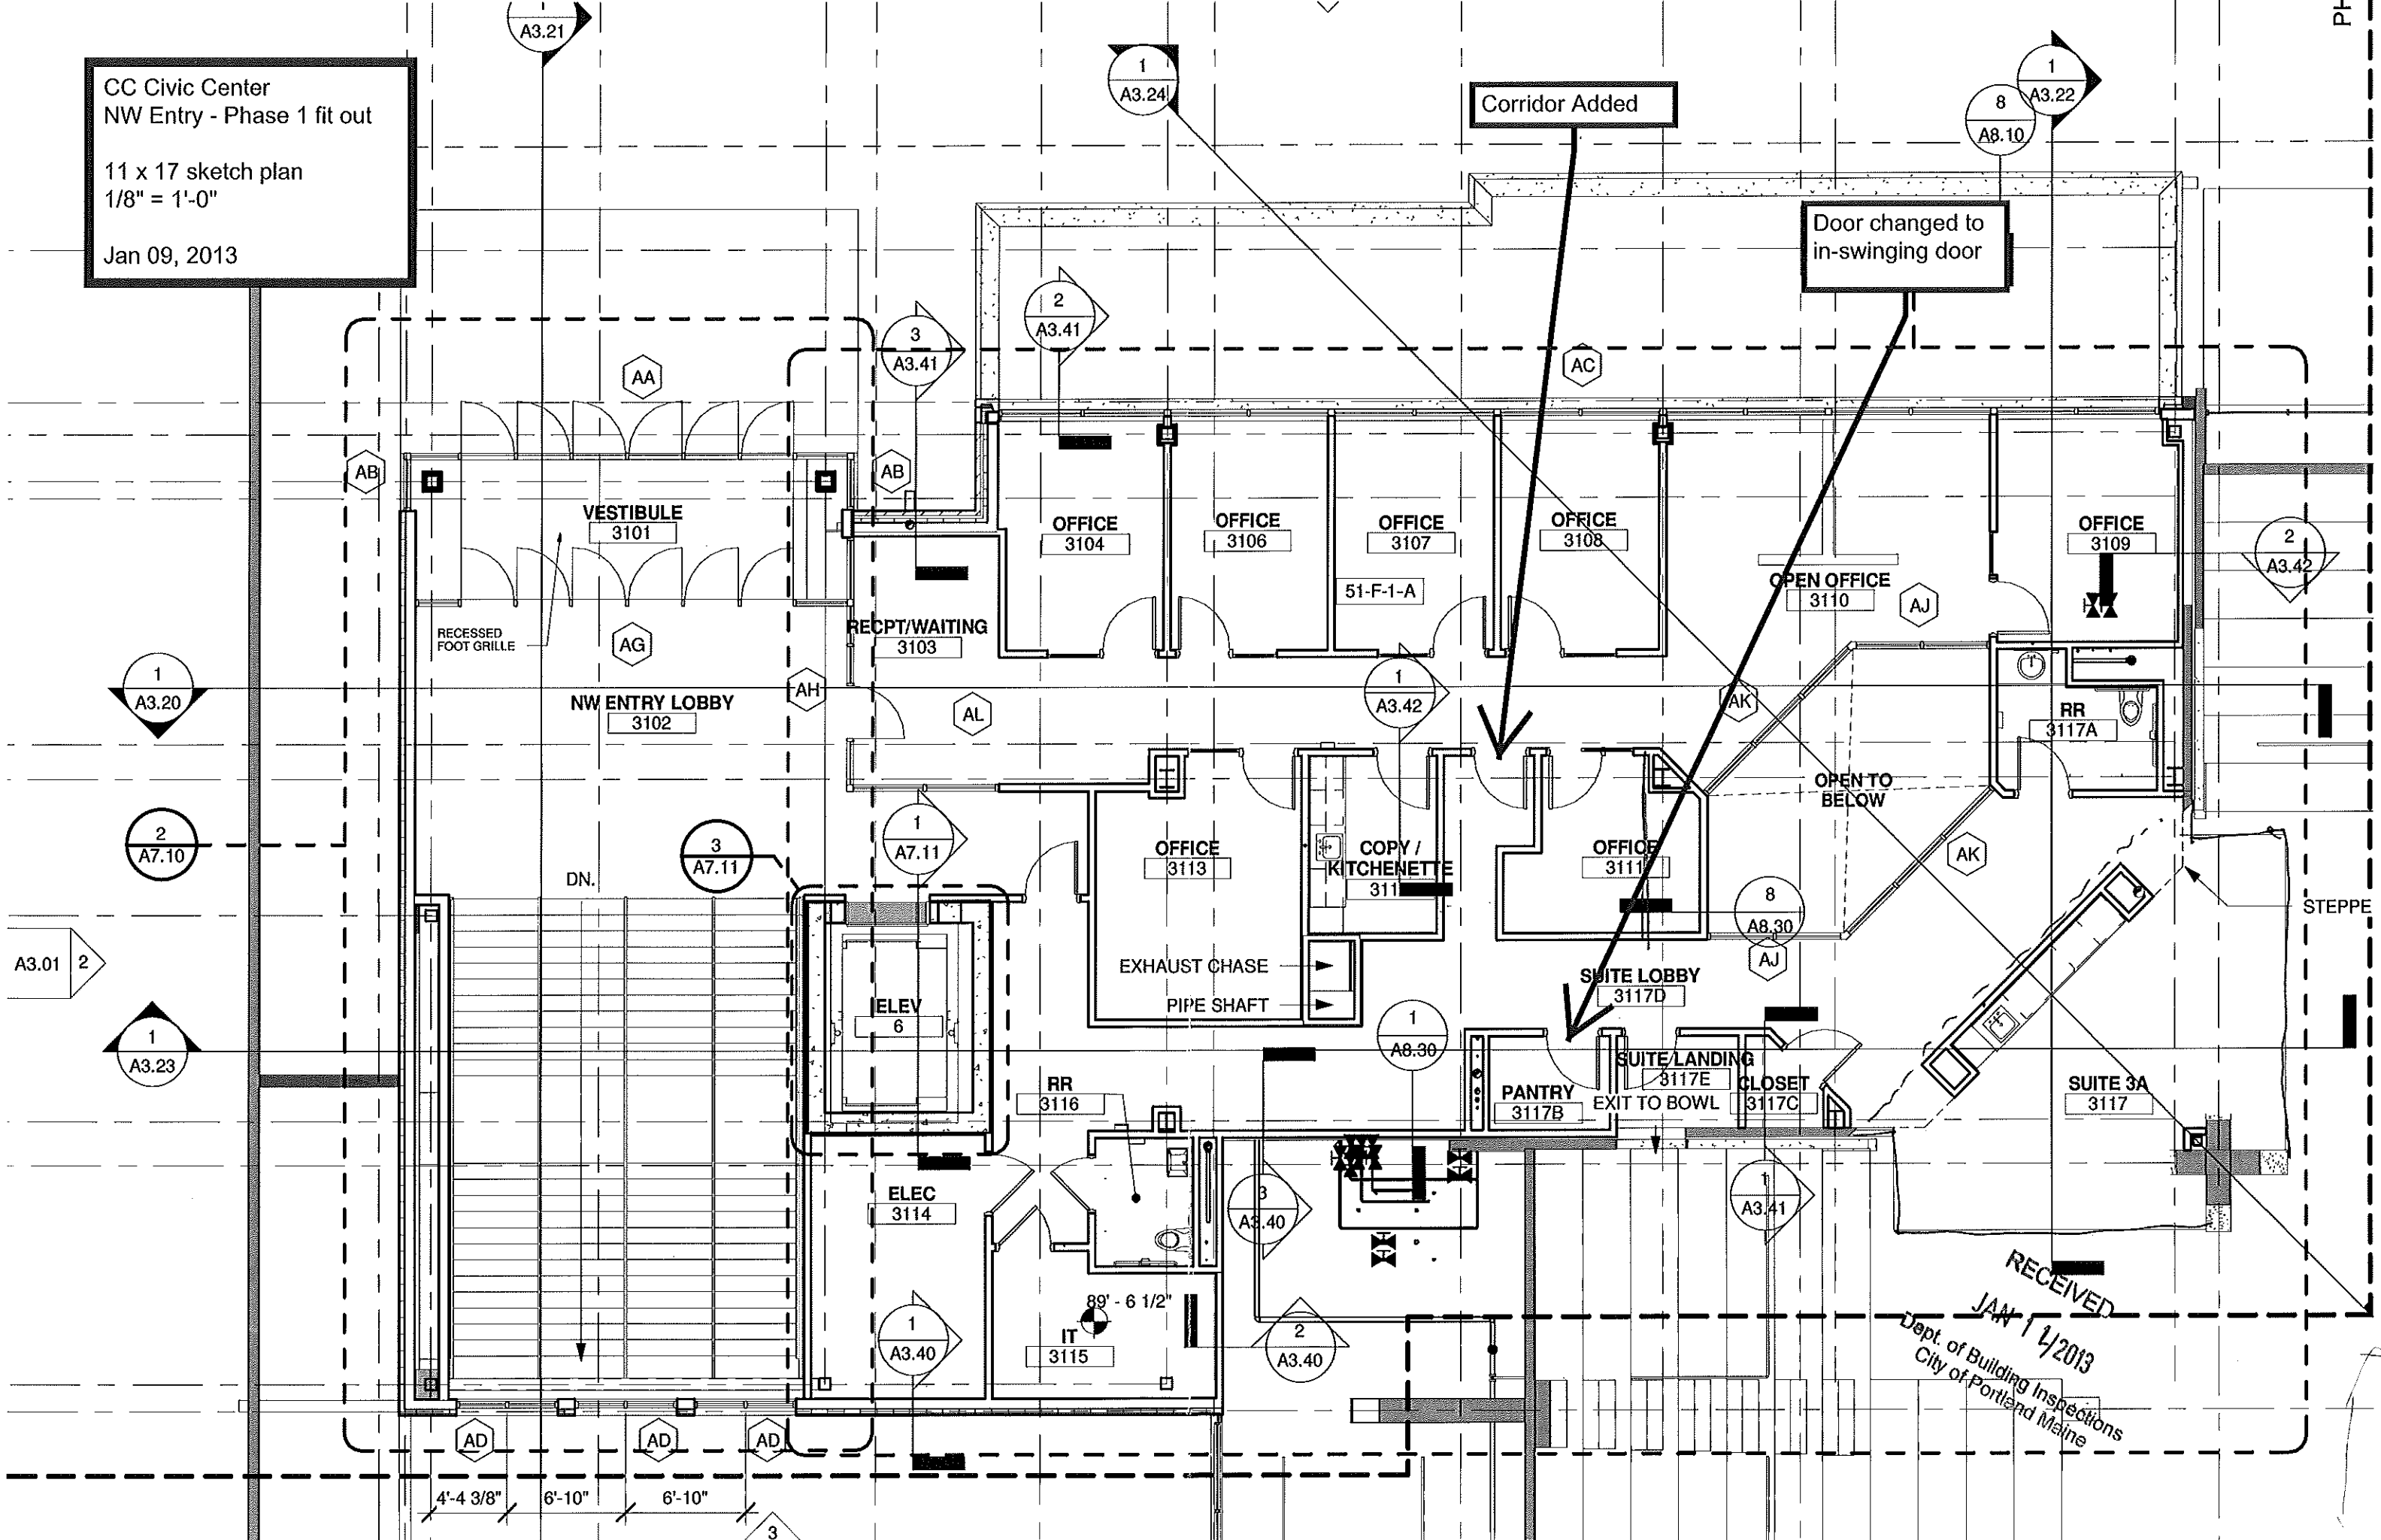 A3.21
PH
CC Civic Center
NW Entry - Phase 1 fit out
11 x 17 sketch plan
1/8" = 1'-0"
Jan 09, 2013
1
A3.24
Corridor Added
1
A3.22
8
A8.10
Door changed to
in-swinging door
2
A3.41
3
A3.41
AA
AC
AB
AB
VESTIBULE
3101
OFFICE
3104
OFFICE
3106
OFFICE
3107
OFFICE
3108
OFFICE
3109
2
A3.42
51-F-1-A
OPEN OFFICE
3110
AJ
RECESSED
FOOT GRILLE
AG
RECPT/WAITING
3103
1
A3.20
NW ENTRY LOBBY
3102
AH
AL
1
A3.42
AK
RR
3117A
OPEN TO
BELOW
2
A7.10
3
A7.11
1
A7.11
OFFICE
3113
COPY /
KITCHENETTE
311
OFFICE
3111
AK
DN.
8
A8.30
STEPPE
A3.01
2
EXHAUST CHASE
AJ
PIPE SHAFT
SUITE LOBBY
3117D
ELEV
6
1
A3.23
1
A8.30
RR
3116
PANTRY
3117B
SUITE/LANDING
3117E
EXIT TO BOWL
CLOSET
3117C
SUITE 3A
3117
ELEC
3114
3
A3.40
1
A3.41
89' - 6 1/2"
IT
3115
1
A3.40
2
A3.40
RECEIVED
JAN 11 2013
Dept. of Building Inspections
City of Portland Maine
AD
AD
AD
4'-4 3/8"
6'-10"
6'-10"
3